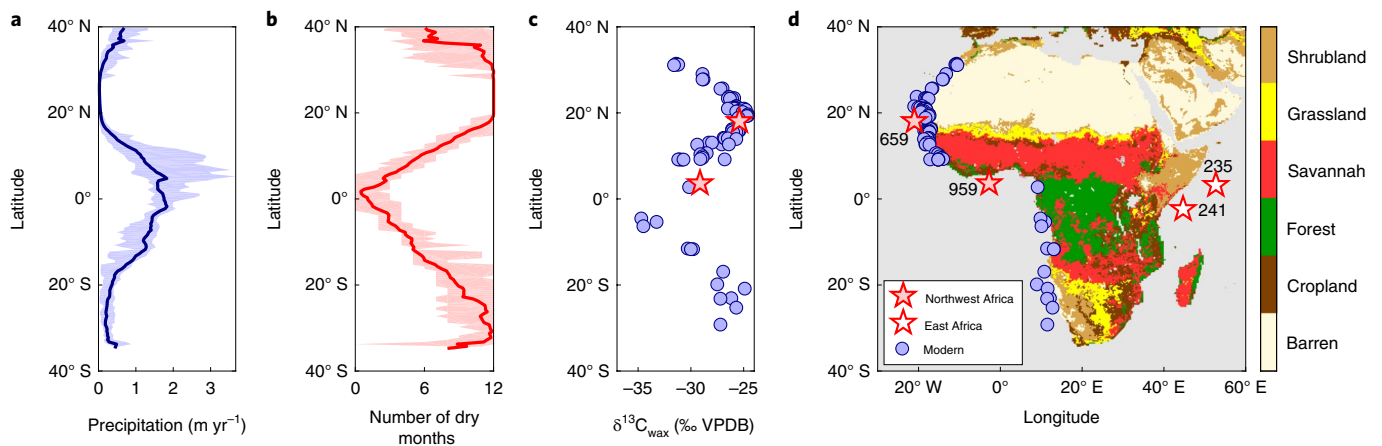 a
40° N
20° N
0°
20° S
40° S
Latitude
0
1
2
3
Precipitation (m yr⁻¹)
b
40° N
20° N
0°
20° S
40° S
Latitude
0
6
12
Number of dry
months
c
40° N
20° N
0°
20° S
40° S
Latitude
–35
–30
–25
δ¹³Cwax (‰ VPDB)
d
40° N
20° N
0°
20° S
40° S
Latitude
659
959
235
241
Northwest Africa
East Africa
Modern
20° W
0°
20° E
40° E
60° E
Longitude
Shrubland
Grassland
Savannah
Forest
Cropland
Barren